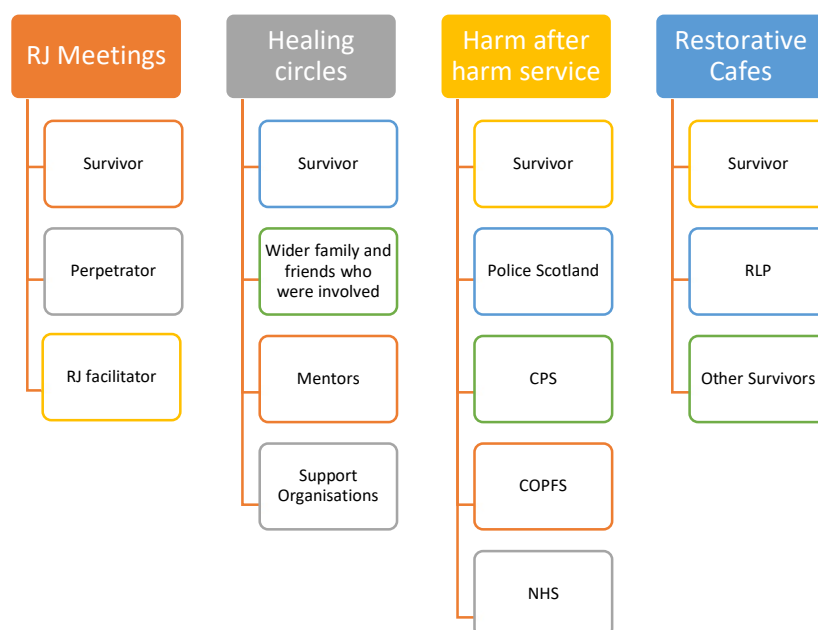 RJ Meetings
Survivor
Perpetrator
RJ facilitator
Healing
circles
Survivor
Wider family and
friends who
were involved
Mentors
Support
Organisations
Harm after
harm service
Survivor
Police Scotland
CPS
COPFS
NHS
Restorative
Cafes
Survivor
RLP
Other Survivors